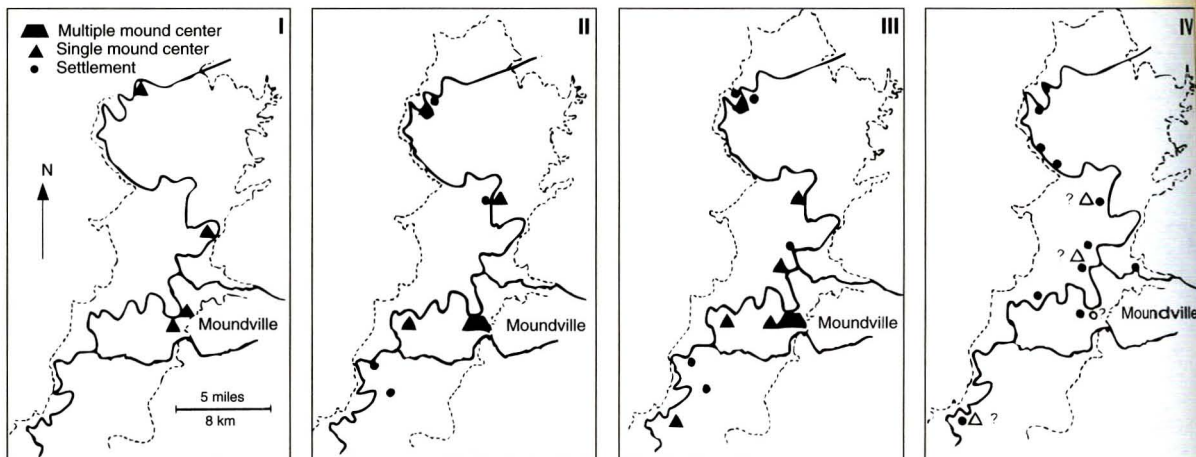 I
Multiple mound center
Single mound center
Settlement
N
Moundville
5 miles
8 km
II
Moundville
III
Moundville
IV
?
?
?
Moundville
?